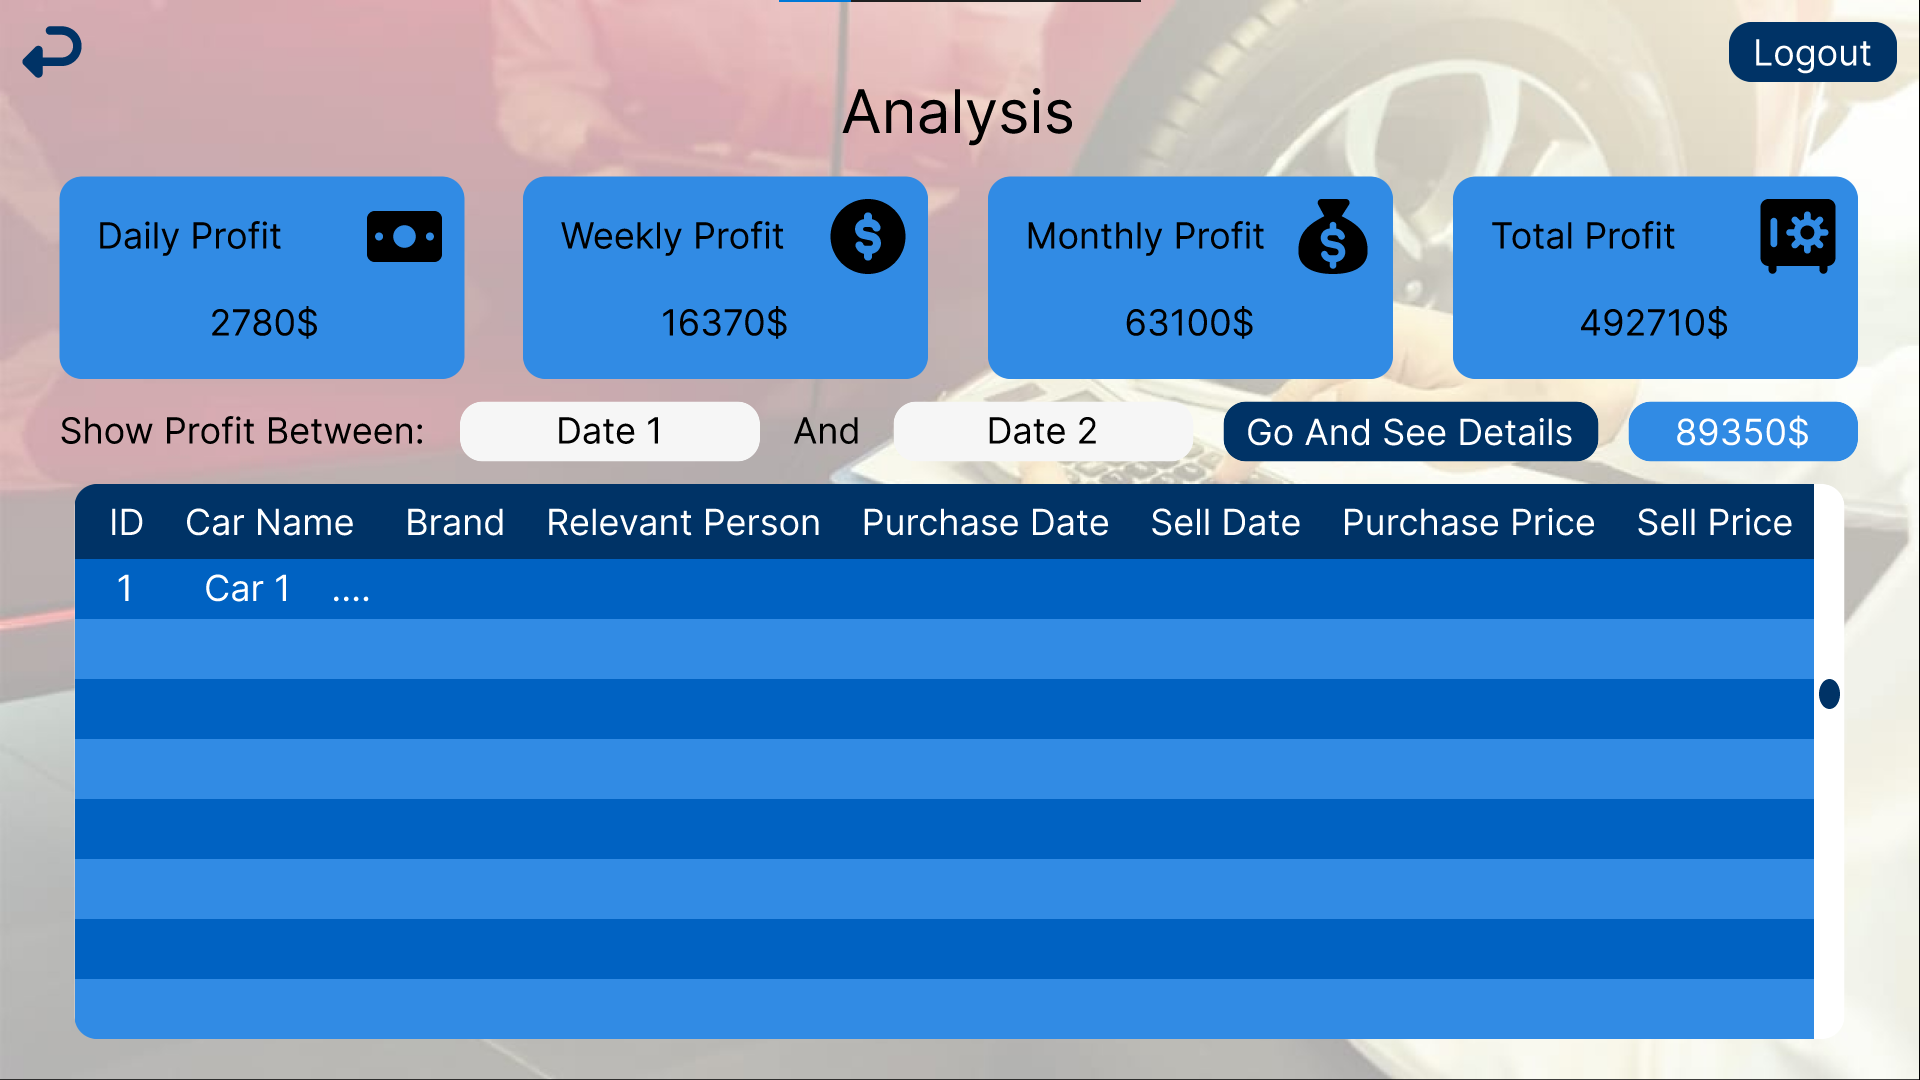 Logout
Analysis
Daily Profit
2780$
Weekly Profit
16370$
Monthly Profit
63100$
Total Profit
492710$
Show Profit Between: Date 1 And Date 2 Go And See Details 89350$
ID Car Name Brand Relevant Person Purchase Date Sell Date Purchase Price Sell Price
1 Car 1 ....